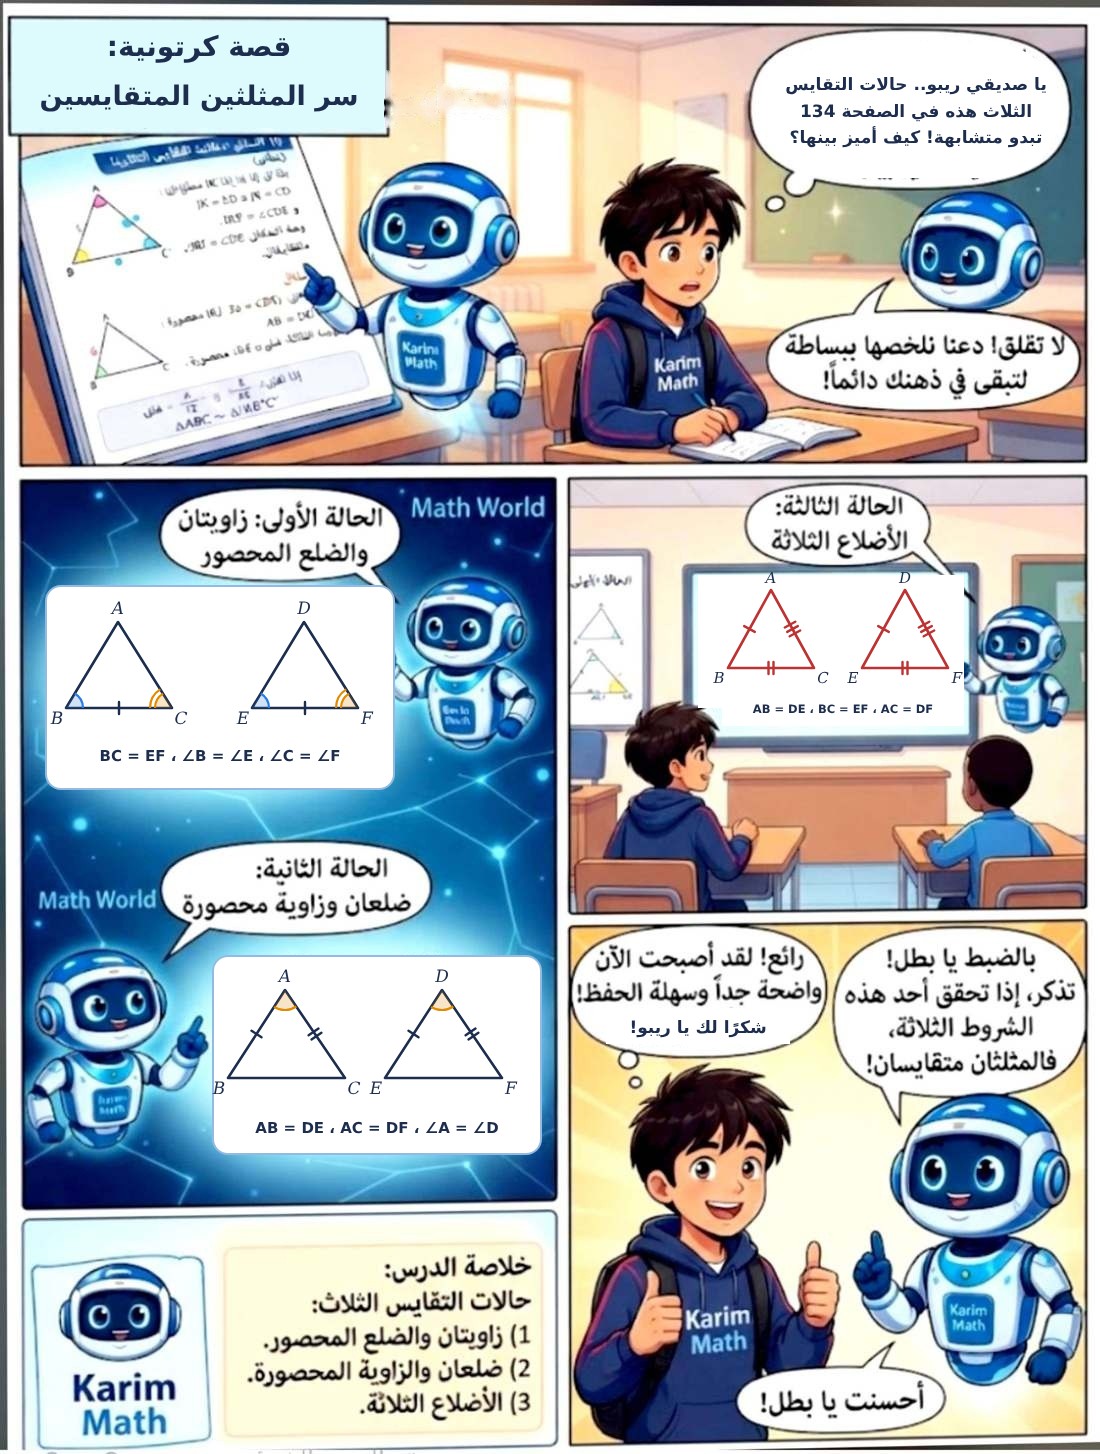 قصة كرتونية:
سر المثلثين المتقايسين
يا صديقي ريبو.. حالات التقايس
الثلاث هذه في الصفحة 134
تبدو متشابهة! كيف أميز بينها؟
لا تقلق! دعنا نلخصها ببساطة
لتبقى في ذهنك دائماً!
A
B
C
A
B
C
Karim
Math
Karim
Math
Math World
الحالة الأولى: زاويتان
والضلع المحصور
A D
B C E F
BC = EF ، ∠B = ∠E ، ∠C = ∠F
الحالة الثانية:
ضلعان وزاوية محصورة
Math World
A D
B C E F
AB = DE ، AC = DF ، ∠A = ∠D
الحالة الثالثة:
الأضلاع الثلاثة
A D
B C E F
AB = DE ، BC = EF ، AC = DF
رائع! لقد أصبحت الآن
واضحة جداً وسهلة الحفظ!
شكرًا لك يا ريبو!
بالضبط يا بطل!
تذكر، إذا تحقق أحد هذه
الشروط الثلاثة،
فالمثلثان متقايسان!
Karim
Math
Karim
Math
أحسنت يا بطل!
خلاصة الدرس:
حالات التقايس الثلاث:
1) زاويتان والضلع المحصور.
2) ضلعان والزاوية المحصورة.
3) الأضلاع الثلاثة.
Karim
Math